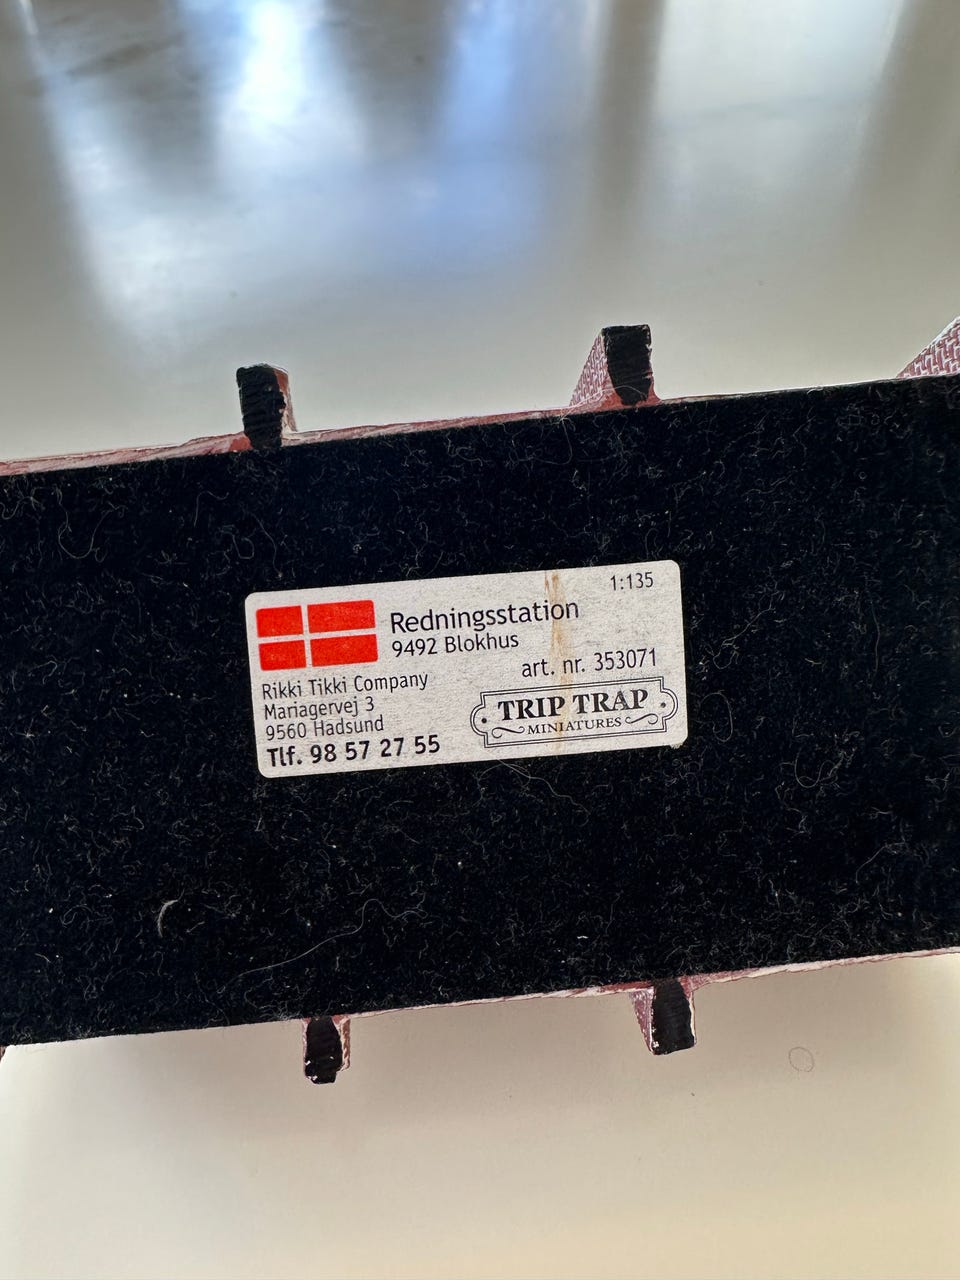 1:135
Redningsstation
9492 Blokhus
art. nr. 353071
Rikki Tikki Company
Mariagervej 3
9560 Hadsund
Tlf. 98 57 27 55
TRIP TRAP
MINIATURES